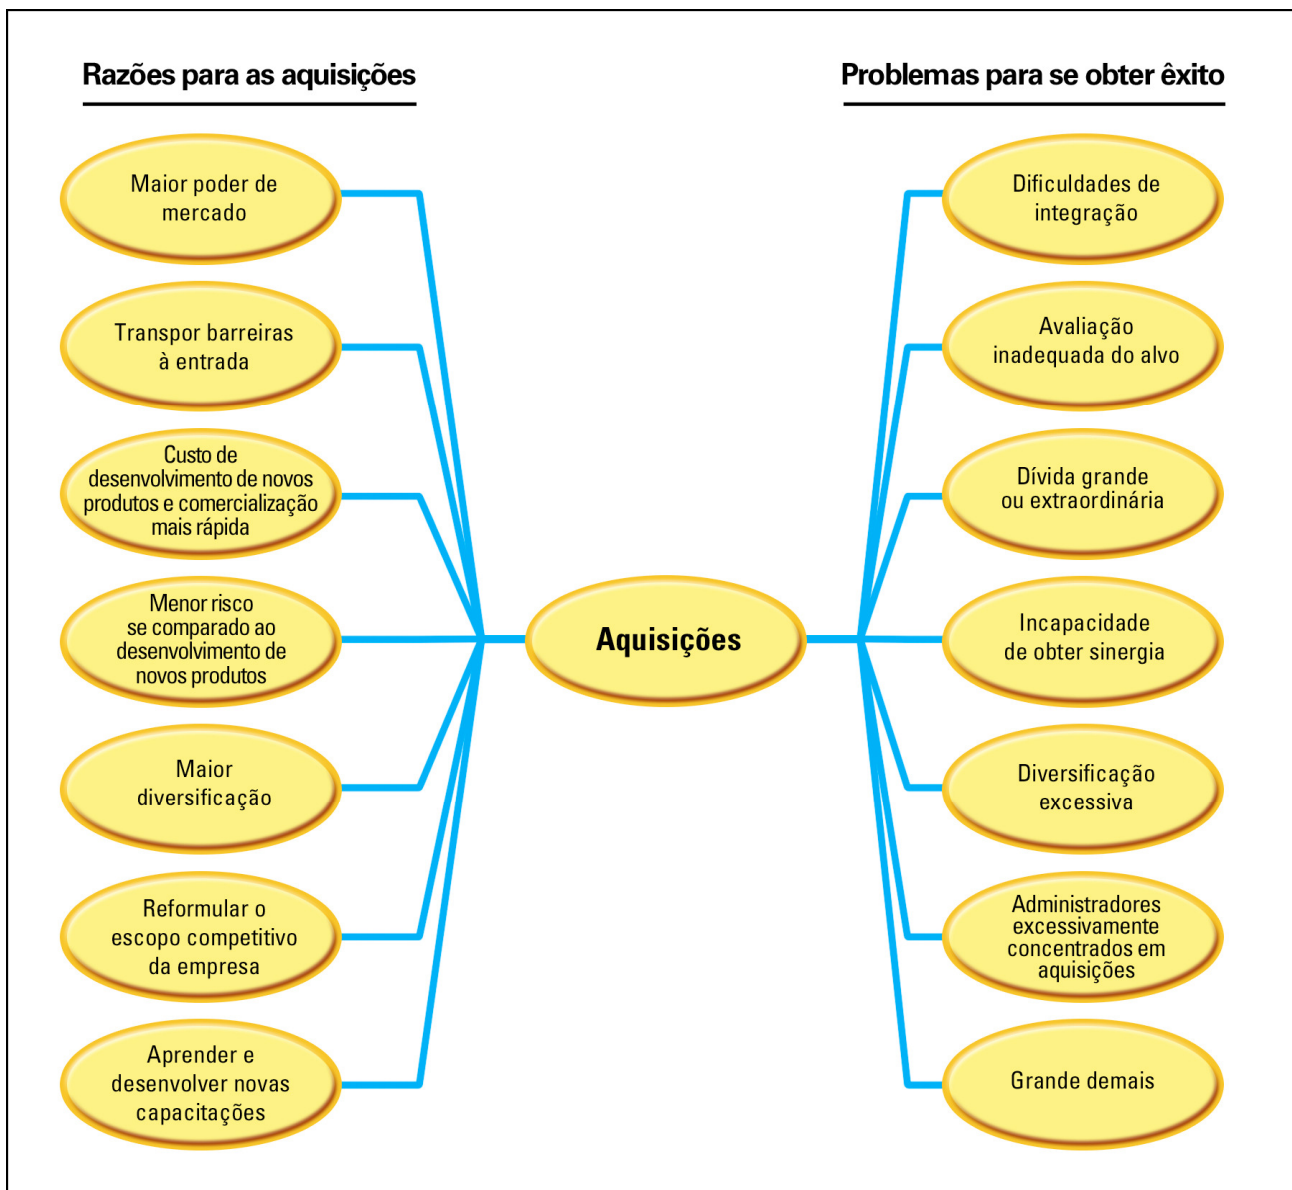 Razões para as aquisições
Maior poder de
mercado
Transpor barreiras
à entrada
Custo de
desenvolvimento de novos
produtos e comercialização
mais rápida
Menor risco
se comparado ao
desenvolvimento de
novos produtos
Maior
diversificação
Reformular o
escopo competitivo
da empresa
Aprender e
desenvolver novas
capacitações
Aquisições
Problemas para se obter êxito
Dificuldades de
integração
Avaliação
inadequada do alvo
Dívida grande
ou extraordinária
Incapacidade
de obter sinergia
Diversificação
excessiva
Administradores
excessivamente
concentrados em
aquisições
Grande demais